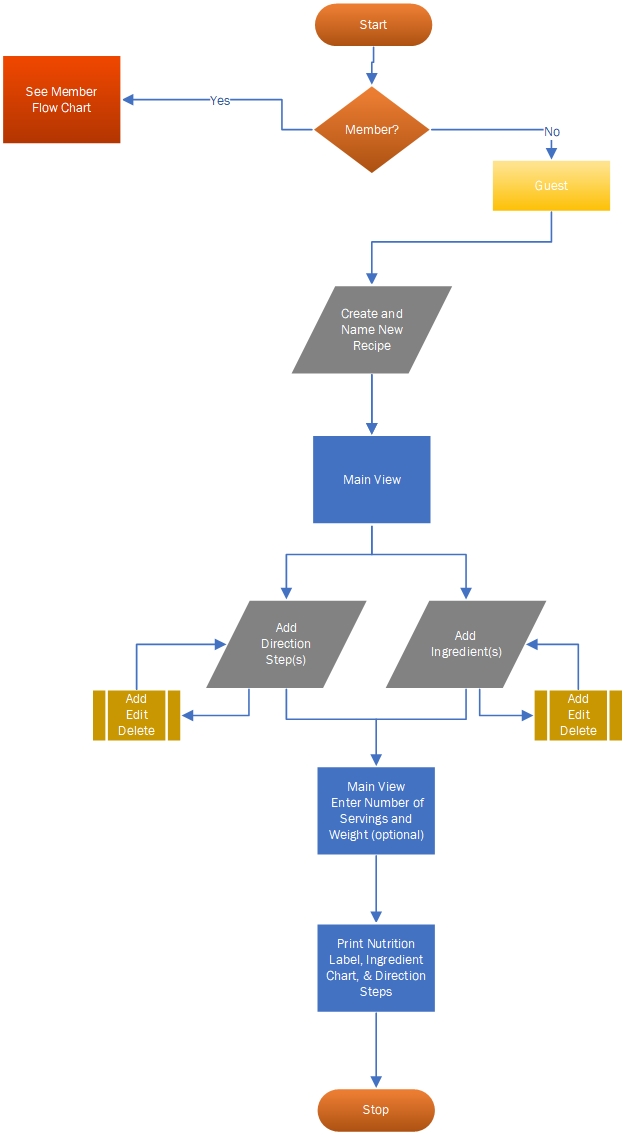 Start
See Member
Flow Chart
Yes
Member?
No
Guest
Create and
Name New
Recipe
Main View
Add
Direction
Step(s)
Add
Ingredient(s)
Add
Edit
Delete
Add
Edit
Delete
Main View
Enter Number of
Servings and
Weight (optional)
Print Nutrition
Label, Ingredient
Chart, & Direction
Steps
Stop